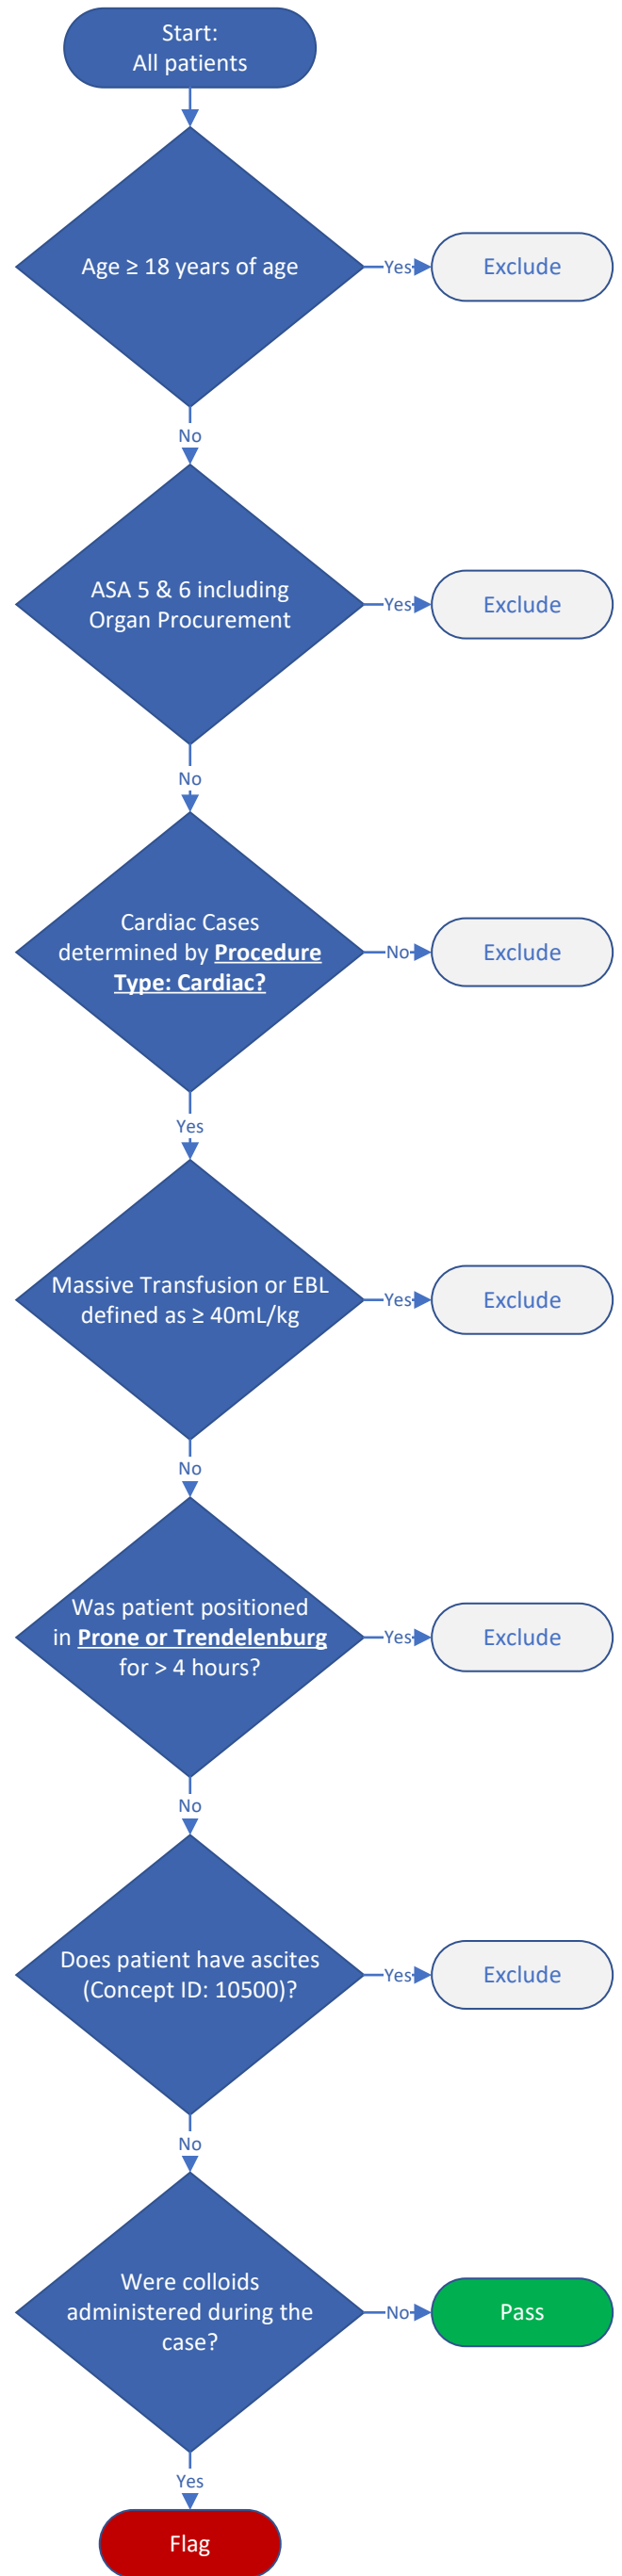 Start:
All patients
Age ≥ 18 years of age
Yes
Exclude
No
ASA 5 & 6 including
Organ Procurement
Yes
Exclude
No
Cardiac Cases
determined by Procedure
Type: Cardiac?
No
Exclude
Yes
Massive Transfusion or EBL
defined as ≥ 40mL/kg
Yes
Exclude
No
Was patient positioned
in Prone or Trendelenburg
for > 4 hours?
Yes
Exclude
No
Does patient have ascites
(Concept ID: 10500)?
Yes
Exclude
No
Were colloids
administered during the
case?
No
Pass
Yes
Flag